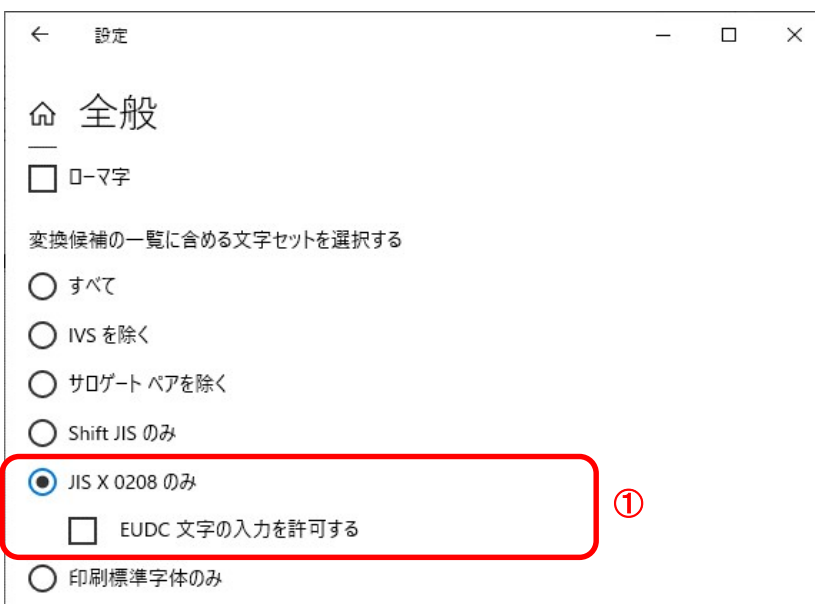 設定
全般
ローマ字
変換候補の一覧に含める文字セットを選択する
すべて
IVS を除く
サロゲート ペアを除く
Shift JIS のみ
JIS X 0208 のみ
①
EUDC 文字の入力を許可する
印刷標準字体のみ